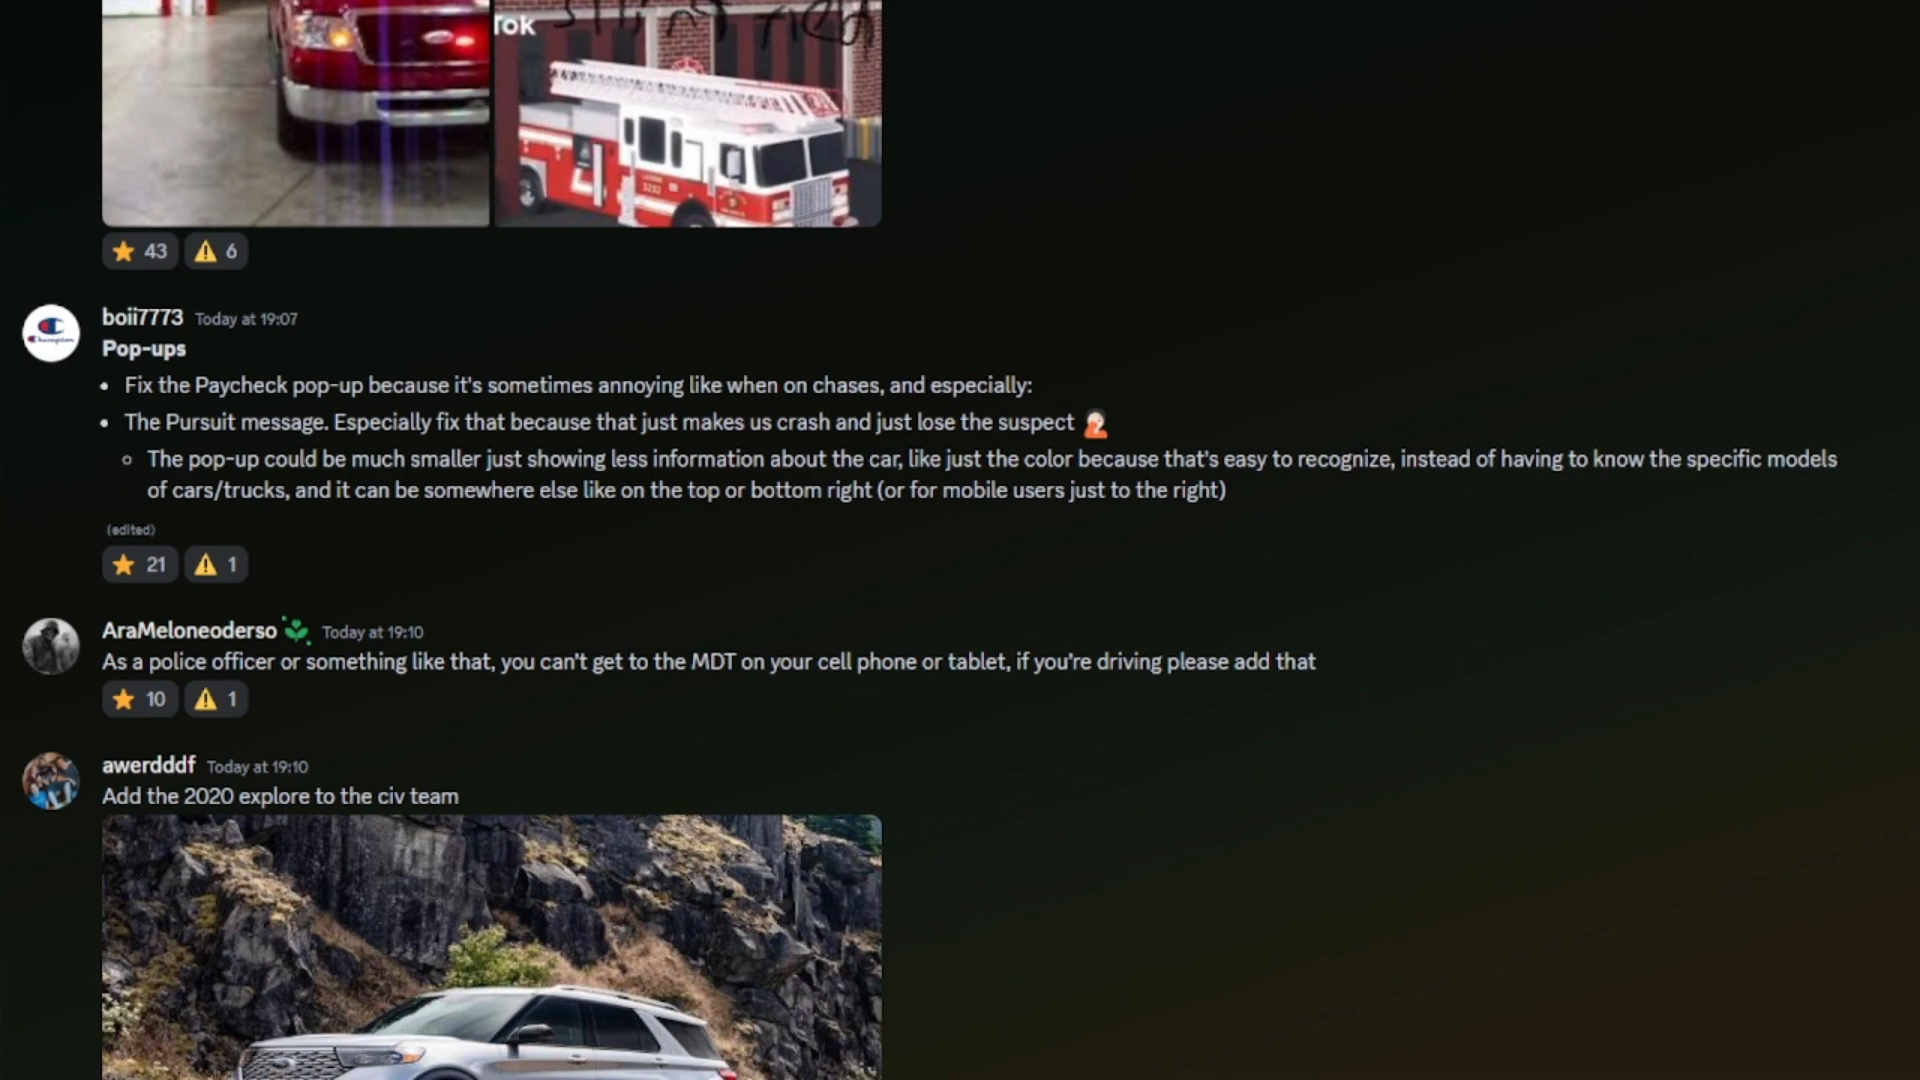 Tok
43
6
boii7773 Today at 19:07
Pop-ups
• Fix the Paycheck pop-up because it's sometimes annoying like when on chases, and especially:
• The Pursuit message. Especially fix that because that just makes us crash and just lose the suspect
The pop-up could be much smaller just showing less information about the car, like just the color because that's easy to recognize, instead of having to know the specific models
of cars/trucks, and it can be somewhere else like on the top or bottom right (or for mobile users just to the right)
(edited)
21
1
AraMeloneoderso Today at 19:10
As a police officer or something like that, you can't get to the MDT on your cell phone or tablet, if you're driving please add that
10
1
awerdddf Today at 19:10
Add the 2020 explore to the civ team